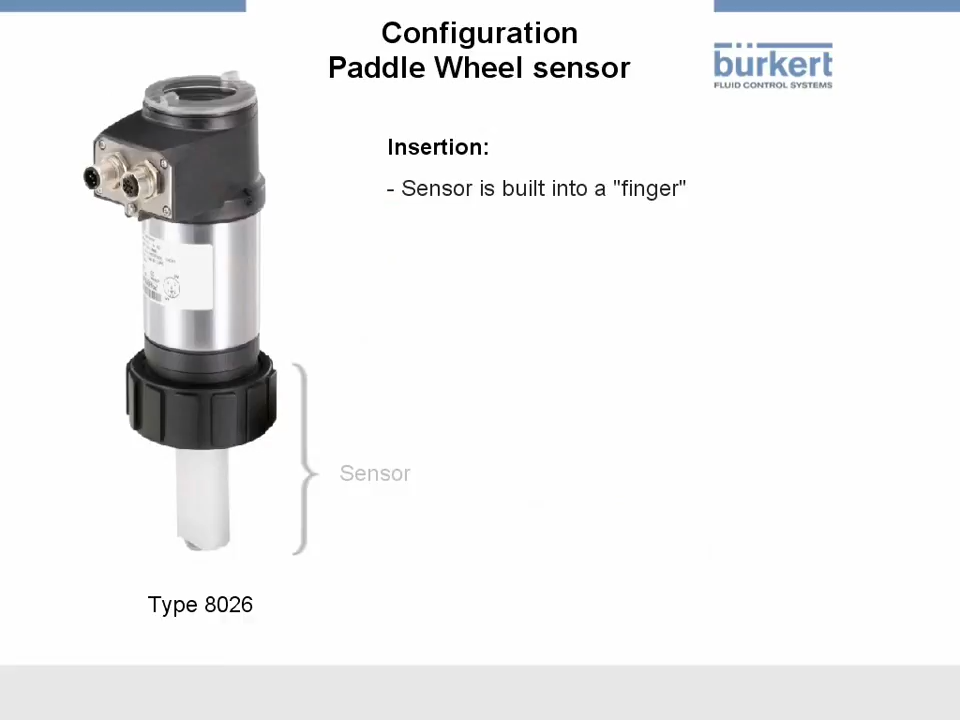 Configuration
Paddle Wheel sensor
bürkert
FLUID CONTROL SYSTEMS
Insertion:
- Sensor is built into a "finger"
Sensor
Type 8026